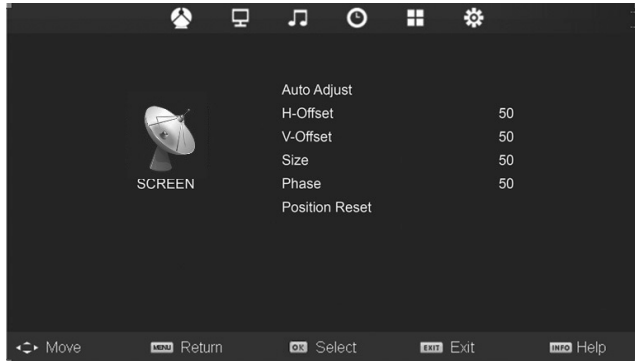 Auto Adjust
H-Offset 50
V-Offset 50
Size 50
Phase 50
Position Reset
SCREEN
Move MENU Return OK Select EXIT Exit INFO Help